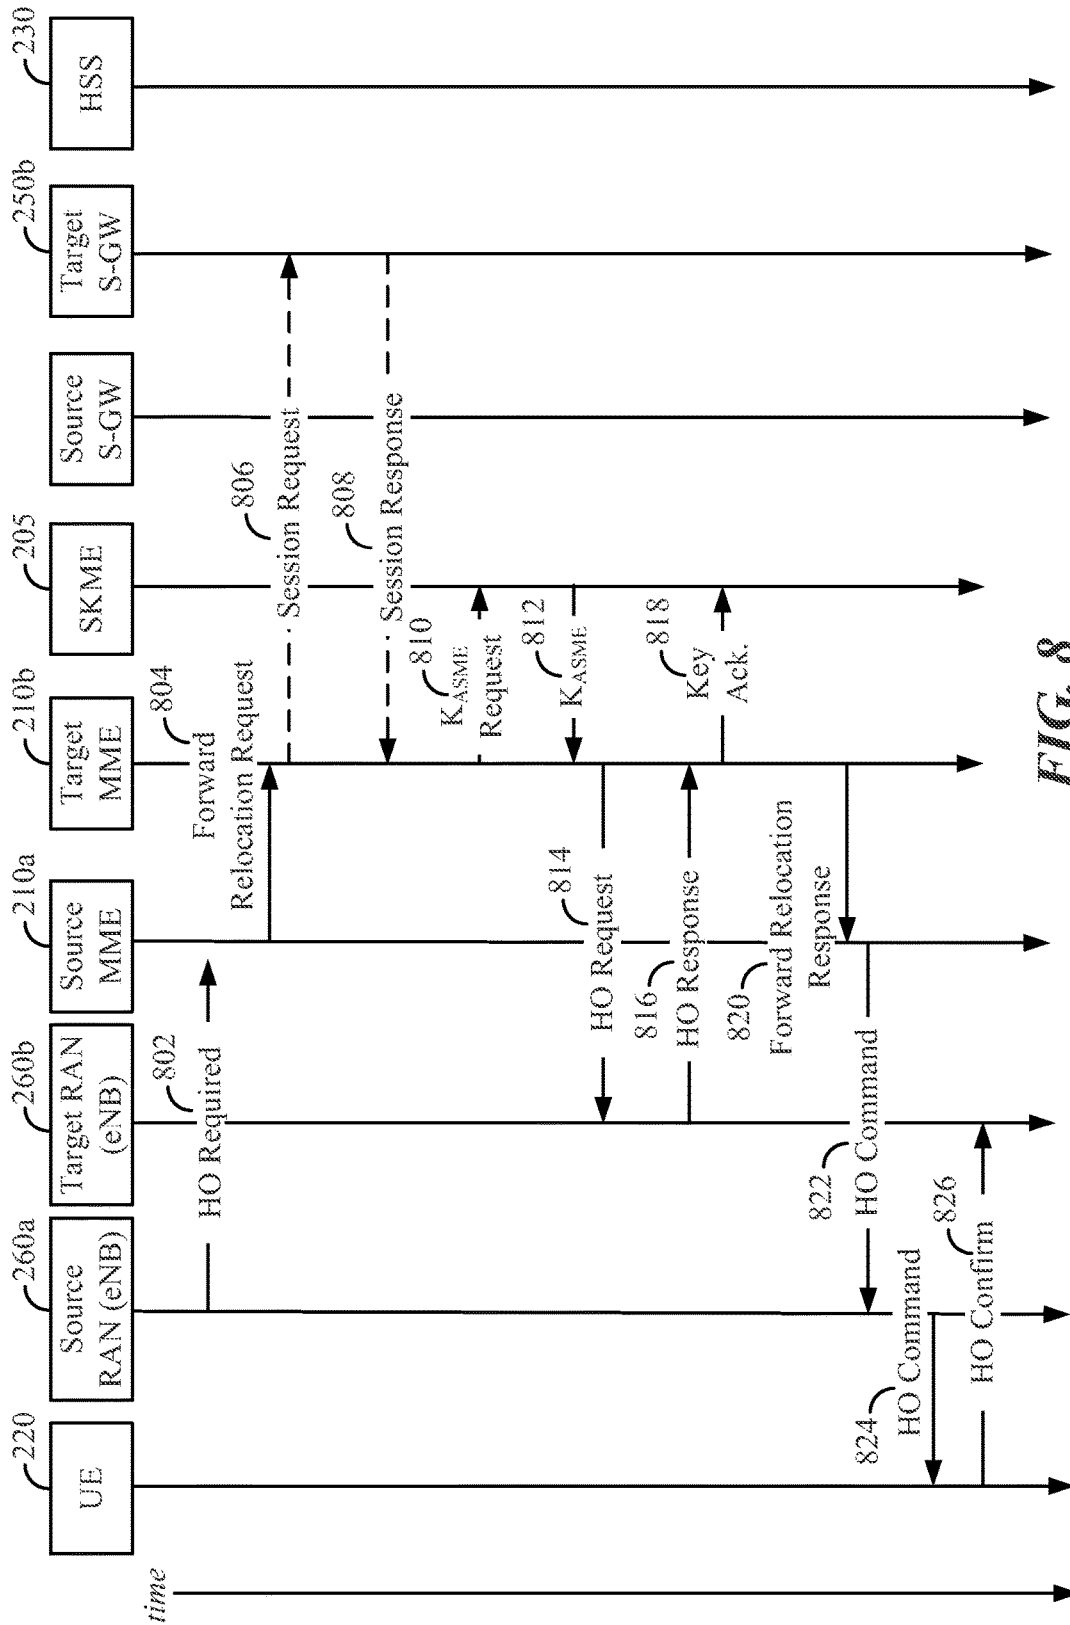 220
260a
260b
210a
210b
205
250b
230
UE
Source
RAN (eNB)
Target RAN
(eNB)
Source
MME
Target
MME
SKME
Source
S-GW
Target
S-GW
HSS
time
802
HO Required
804
Forward
Relocation Request
806
Session Request
808
Session Response
810
KASME
Request
812
KASME
814
HO Request
816
HO Response
818
Key
Ack.
820
Forward Relocation
Response
822
HO Command
824
HO Command
826
HO Confirm
FIG. 8